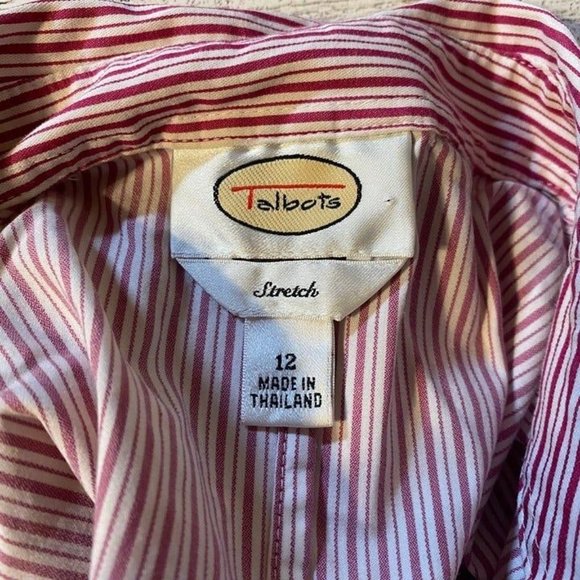 Talbots
Stretch
12
MADE IN
THAILAND